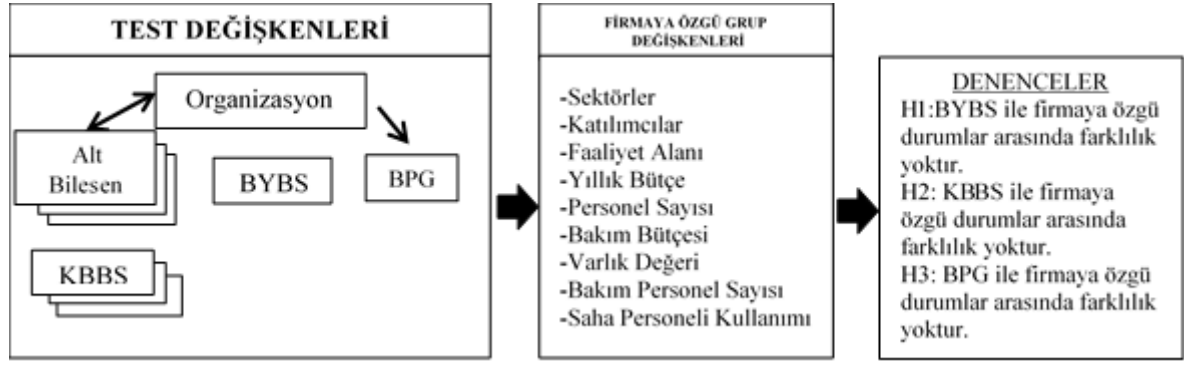 TEST DEĞİŞKENLERİ
Organizasyon
Alt
Bilesen
BYBS
BPG
KBBS
FİRMAYA ÖZGÜ GRUP
DEĞİŞKENLERİ
-Sektörler
-Katılımcılar
-Faaliyet Alanı
-Yıllık Bütçe
-Personel Sayısı
-Bakım Bütçesi
-Varlık Değeri
-Bakım Personel Sayısı
-Saha Personeli Kullanımı
DENENCELER
H1:BYBS ile firmaya özgü
durumlar arasında farklılık
yoktır.
H2: KBBS ile firmaya
özgü durumlar arasında
farklılık yoktur.
H3: BPG ile firmaya özgü
durumlar arasında farklılık
yoktur.